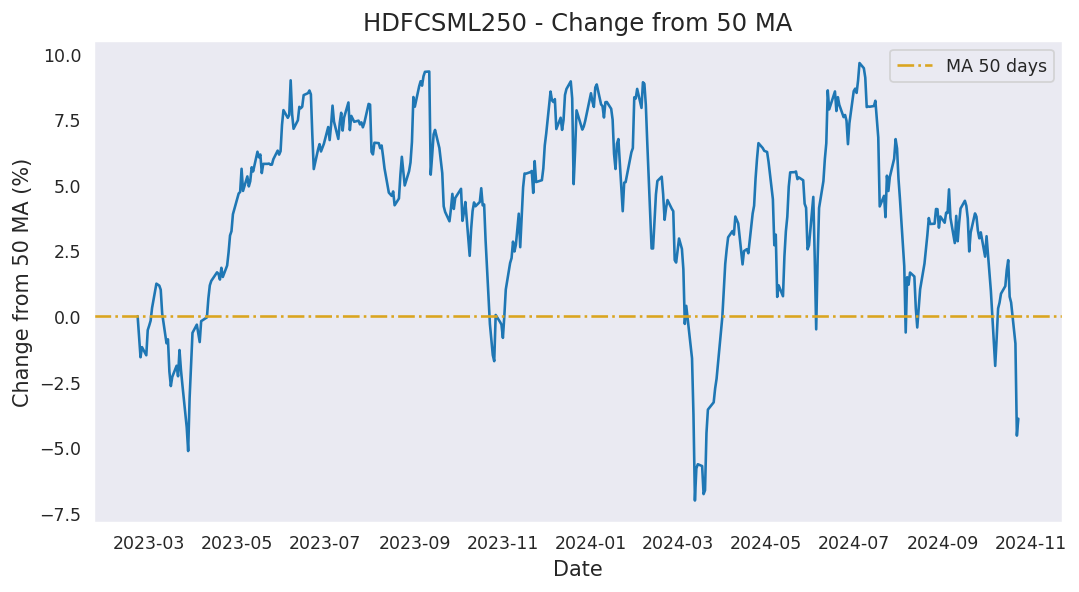 HDFCSML250 - Change from 50 MA
MA 50 days
Change from 50 MA (%)
10.0
7.5
5.0
2.5
0.0
−2.5
−5.0
−7.5
2023-03 2023-05 2023-07 2023-09 2023-11 2024-01 2024-03 2024-05 2024-07 2024-09 2024-11
Date